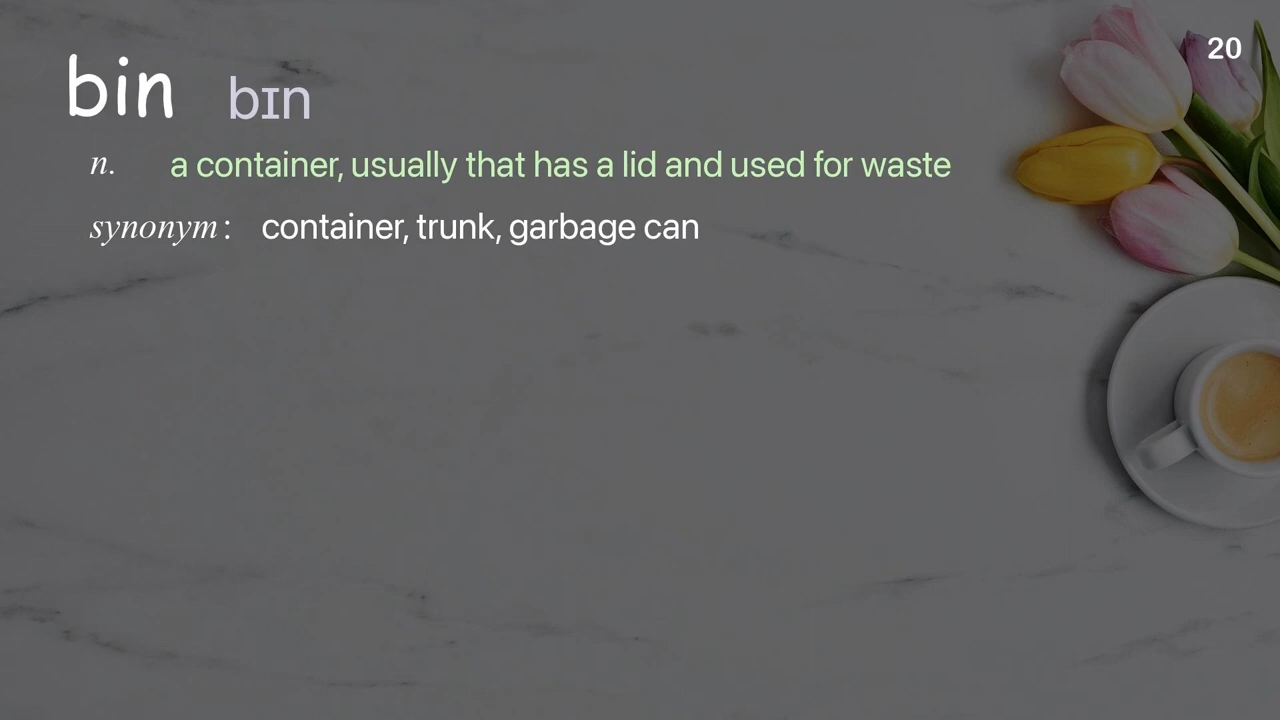 20
bin bɪn
n. a container, usually that has a lid and used for waste
synonym: container, trunk, garbage can